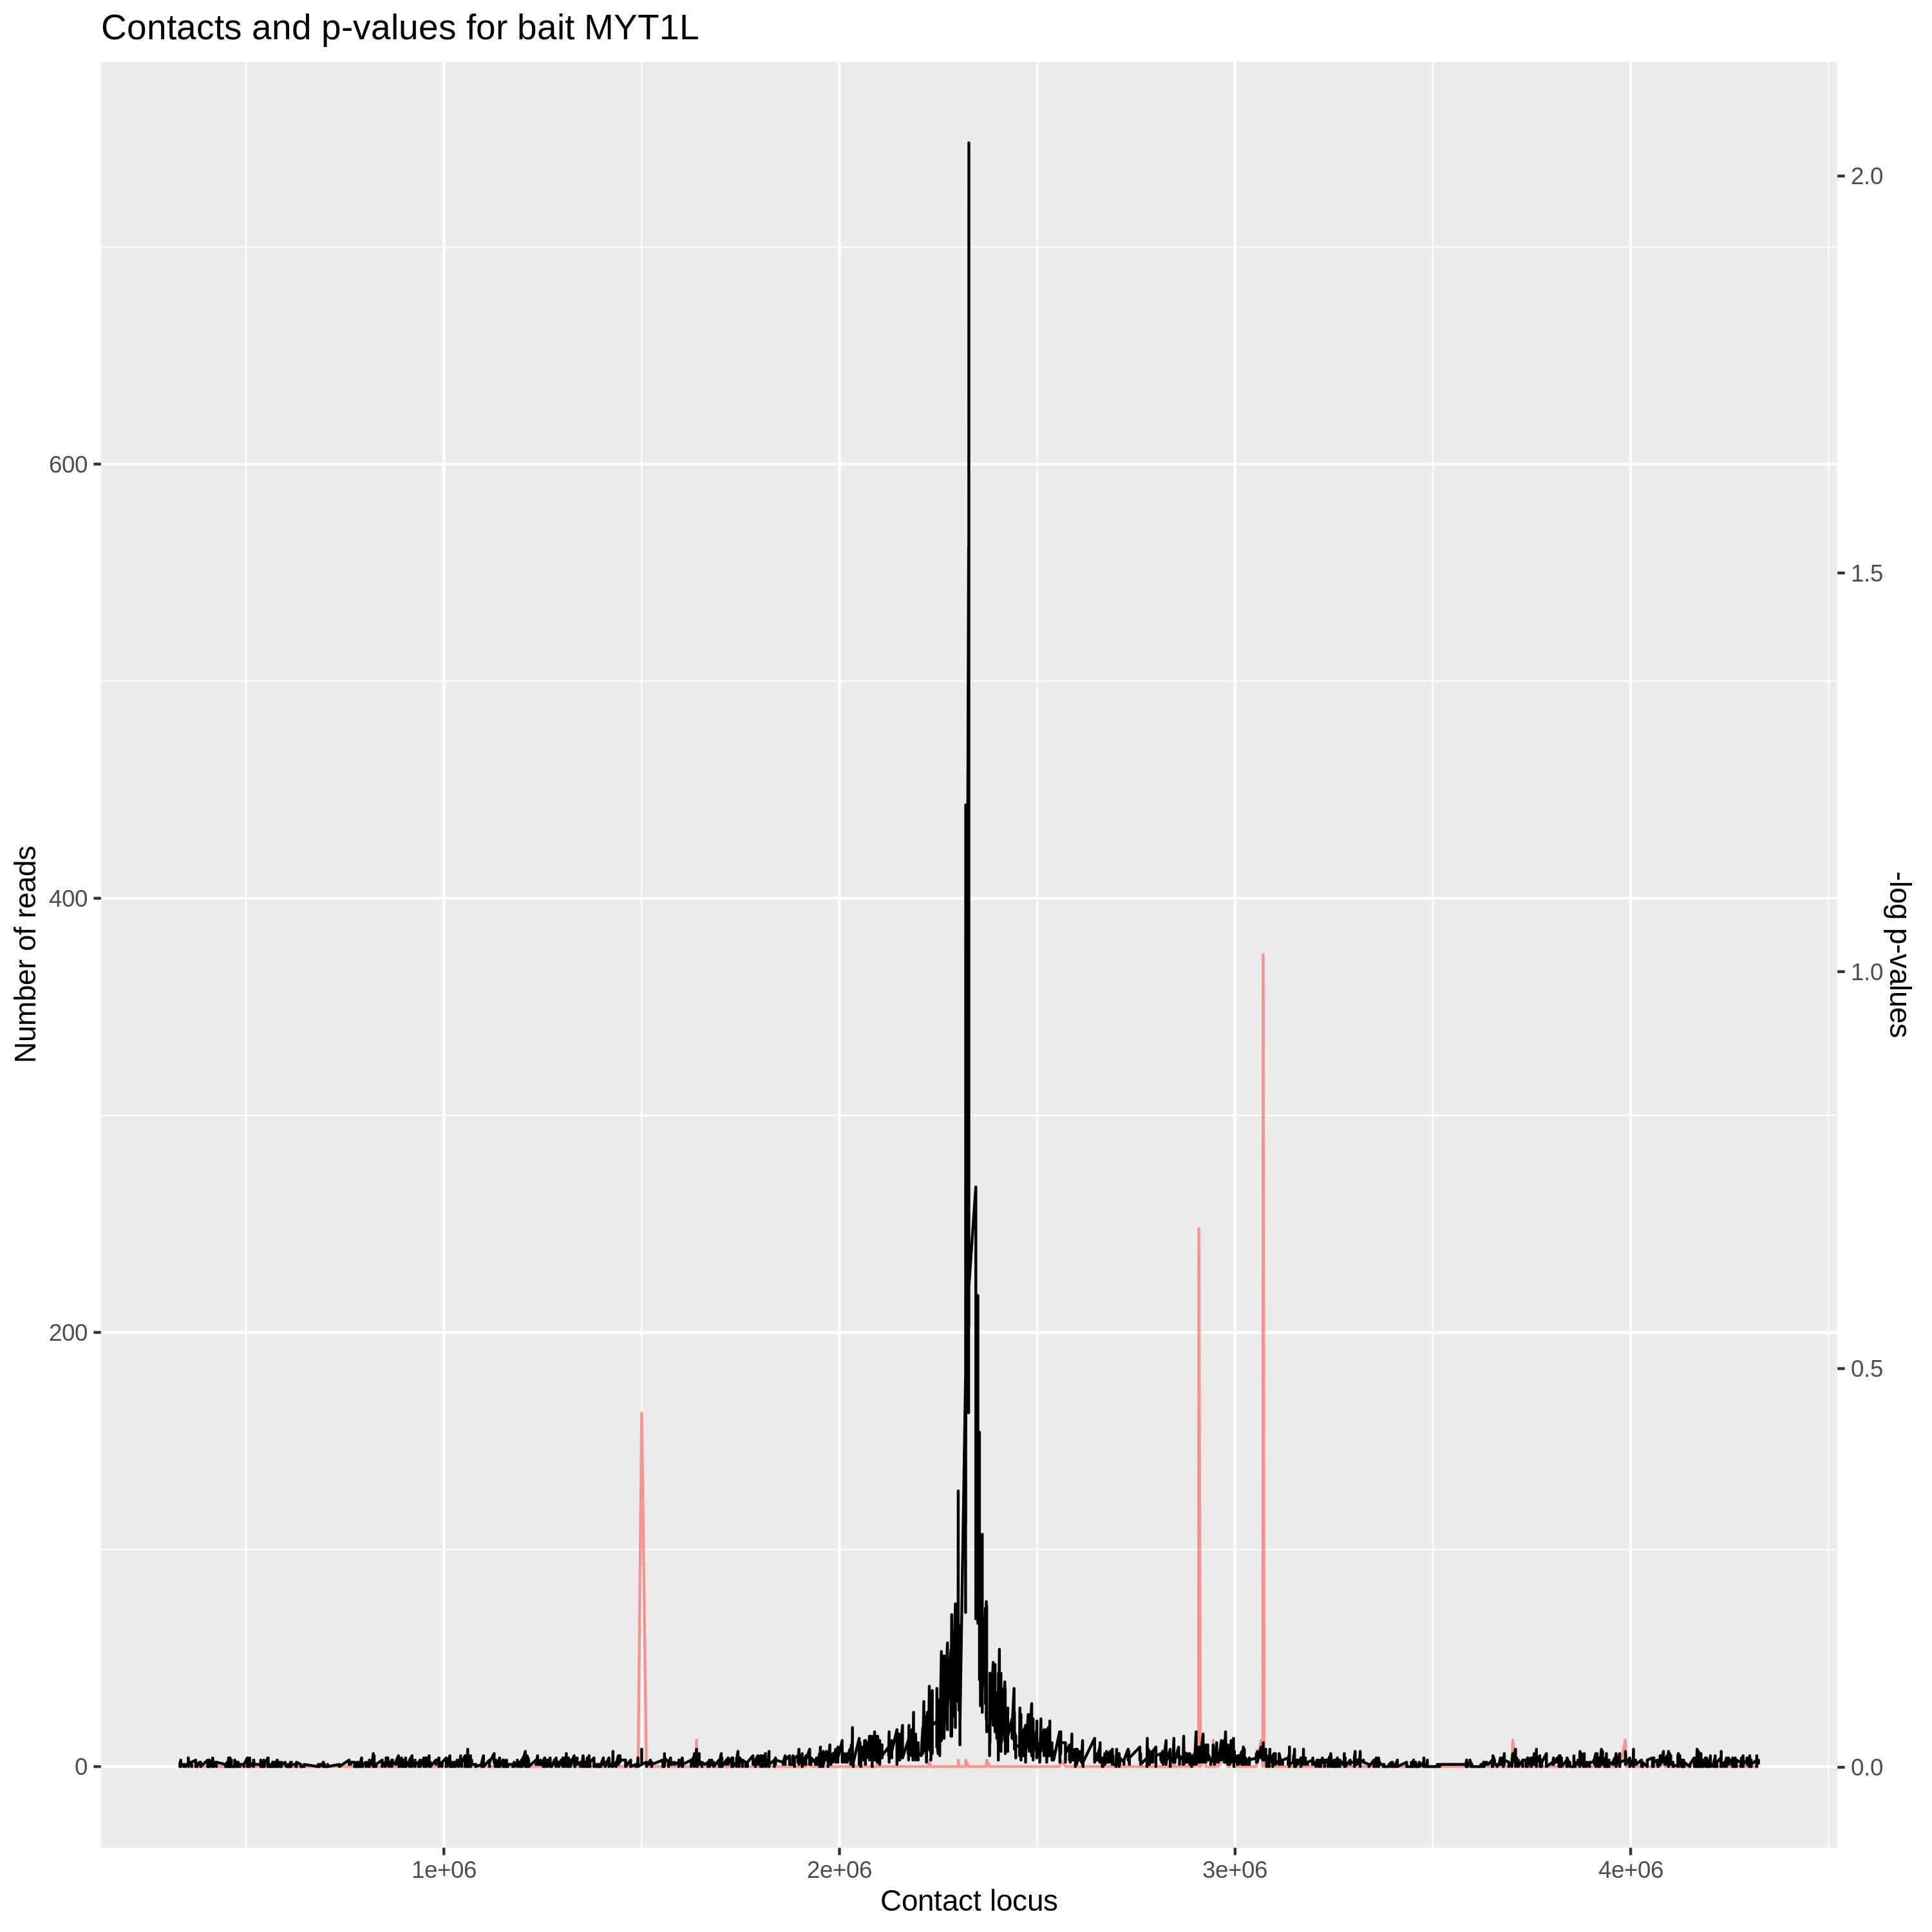 Contacts and p-values for bait MYT1L
Number of reads
600
400
200
0
2.0
1.5
1.0
0.5
0.0
-log p-values
1e+06
2e+06
3e+06
4e+06
Contact locus